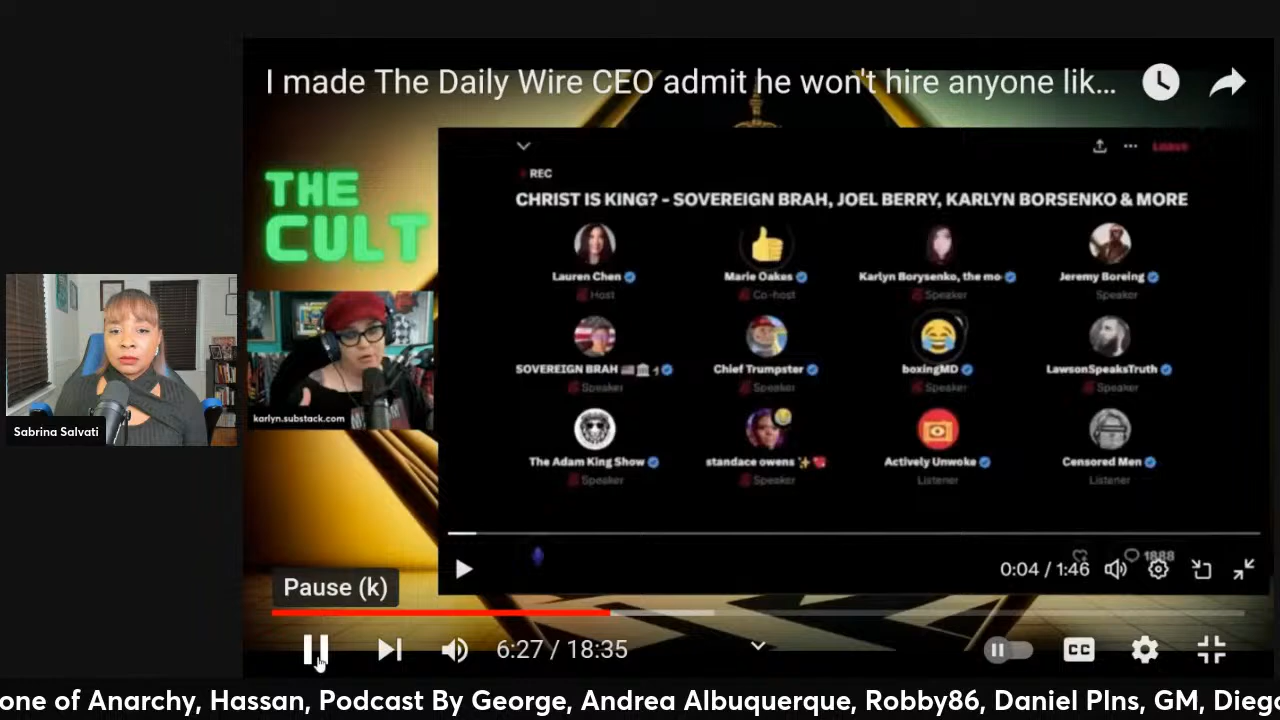 I made The Daily Wire CEO admit he won't hire anyone lik...
THE
CULT
Leave
REC
CHRIST IS KING? - SOVEREIGN BRAH, JOEL BERRY, KARLYN BORSENKO & MORE
Lauren Chen
Marie Oakes
Karlyn Borysenko, the mo
Jeremy Boreing
Host
Co-host
Speaker
Speaker
SOVEREIGN BRAH
Chief Trumpster
boxingMD
LawsonSpeaksTruth
Speaker
Speaker
Speaker
Speaker
The Adam King Show
standace owens
Actively Unwoke
Censored Men
Speaker
Speaker
Listener
Listener
karlyn.substack.com
Sabrina Salvati
1888
0:04 / 1:46
Pause (k)
6:27 / 18:35
CC
one of Anarchy, Hassan, Podcast By George, Andrea Albuquerque, Robby86, Daniel Plns, GM, Diego